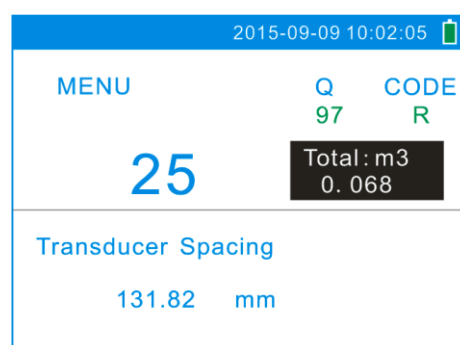 2015-09-09 10:02:05
MENU Q CODE
97 R
25 Total: m3
0. 068
Transducer Spacing
131.82 mm